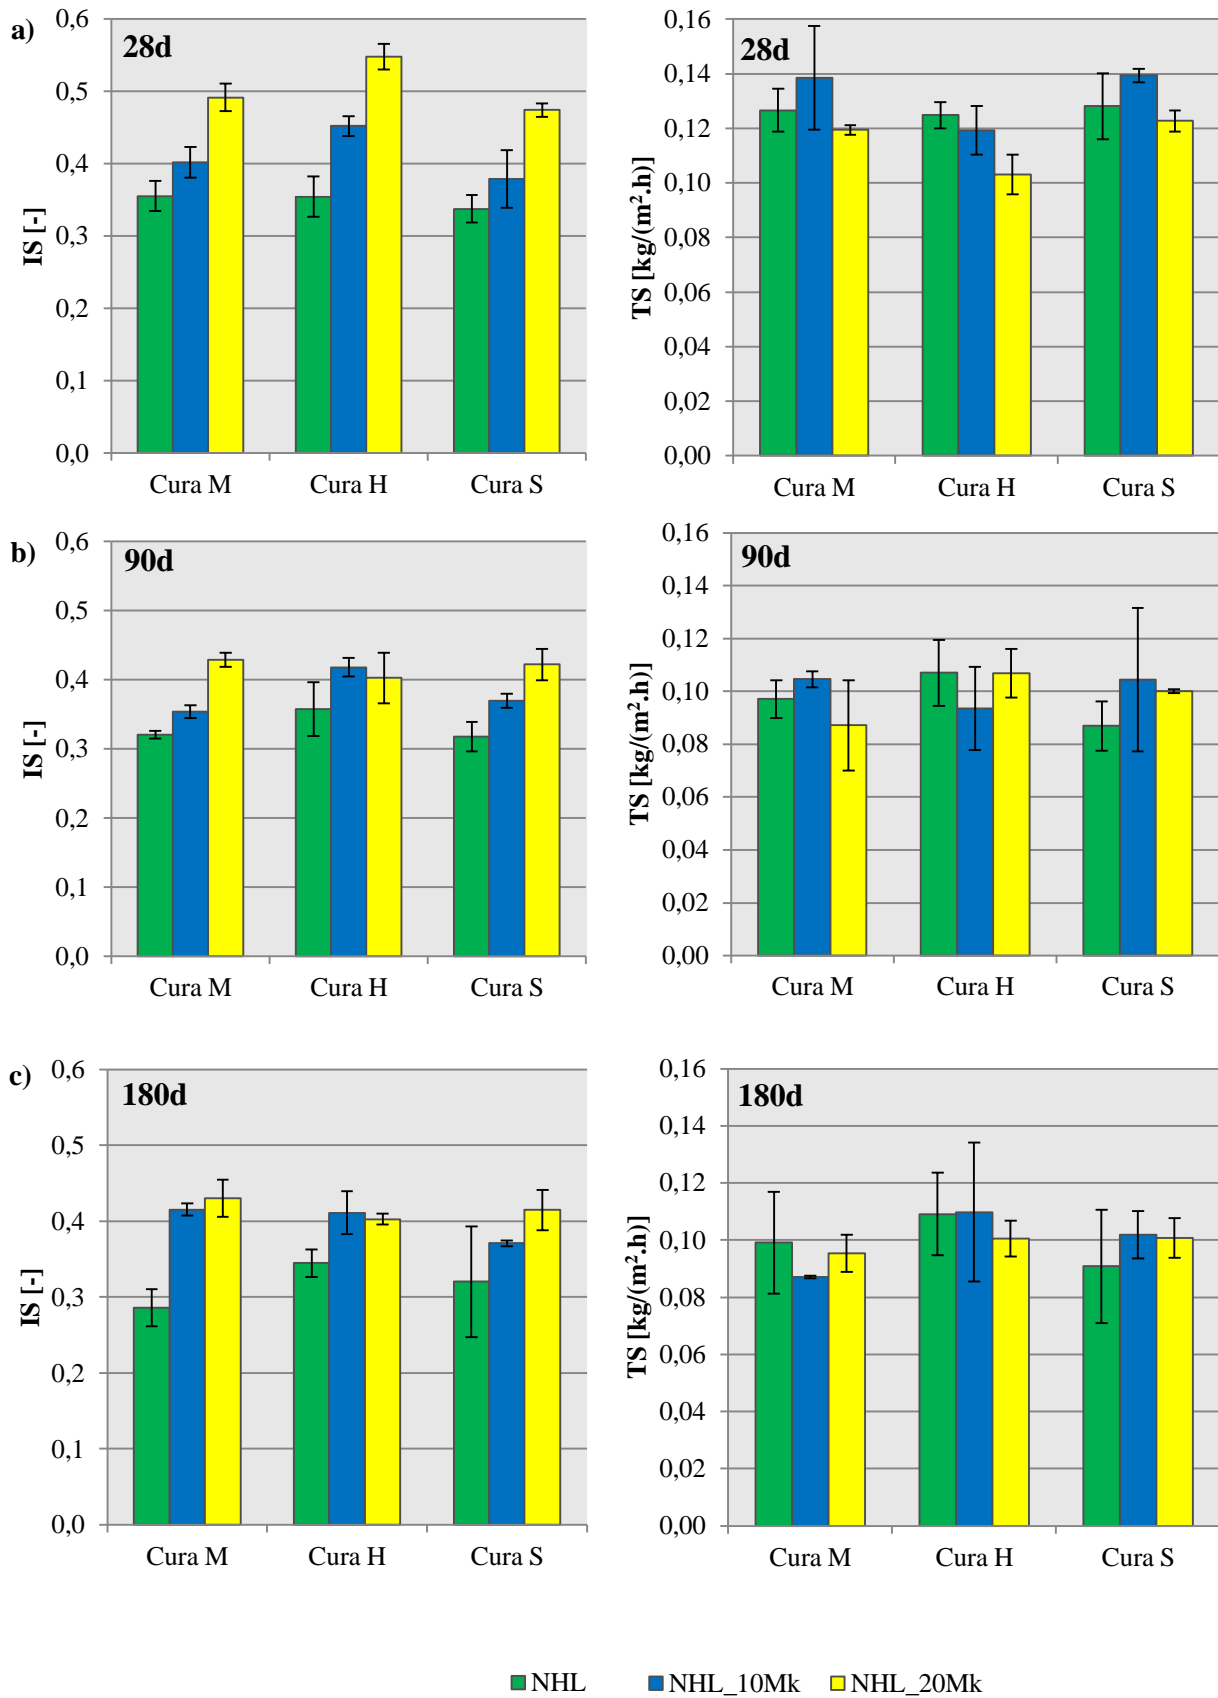 a)
28d
IS [-]
0,6
0,5
0,4
0,3
0,2
0,1
0,0
Cura M Cura H Cura S
28d
TS [kg/(m².h)]
0,16
0,14
0,12
0,10
0,08
0,06
0,04
0,02
0,00
Cura M Cura H Cura S
b)
90d
IS [-]
0,6
0,5
0,4
0,3
0,2
0,1
0,0
Cura M Cura H Cura S
90d
TS [kg/(m².h)]
0,16
0,14
0,12
0,10
0,08
0,06
0,04
0,02
0,00
Cura M Cura H Cura S
c)
180d
IS [-]
0,6
0,5
0,4
0,3
0,2
0,1
0,0
Cura M Cura H Cura S
180d
TS [kg/(m².h)]
0,16
0,14
0,12
0,10
0,08
0,06
0,04
0,02
0,00
Cura M Cura H Cura S
NHL NHL_10Mk NHL_20Mk